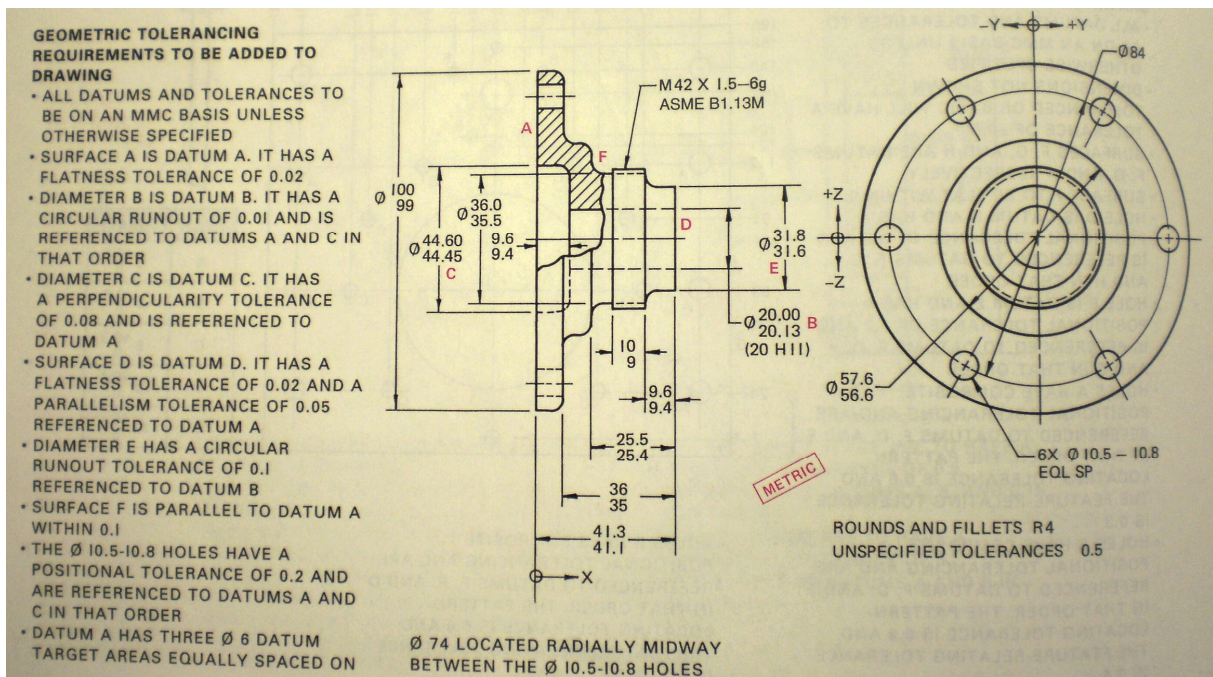 GEOMETRIC TOLERANCING
REQUIREMENTS TO BE ADDED TO
DRAWING
• ALL DATUMS AND TOLERANCES TO
BE ON AN MMC BASIS UNLESS
OTHERWISE SPECIFIED
• SURFACE A IS DATUM A. IT HAS A
FLATNESS TOLERANCE OF 0.02
• DIAMETER B IS DATUM B. IT HAS A
CIRCULAR RUNOUT OF 0.01 AND IS
REFERENCED TO DATUMS A AND C IN
THAT ORDER
• DIAMETER C IS DATUM C. IT HAS
A PERPENDICULARITY TOLERANCE
OF 0.08 AND IS REFERENCED TO
DATUM A
• SURFACE D IS DATUM D. IT HAS A
FLATNESS TOLERANCE OF 0.02 AND A
PARALLELISM TOLERANCE OF 0.05
REFERENCED TO DATUM A
• DIAMETER E HAS A CIRCULAR
RUNOUT TOLERANCE OF 0.1
REFERENCED TO DATUM B
• SURFACE F IS PARALLEL TO DATUM A
WITHIN 0.1
• THE Ø 10.5-10.8 HOLES HAVE A
POSITIONAL TOLERANCE OF 0.2 AND
ARE REFERENCED TO DATUMS A AND
C IN THAT ORDER
• DATUM A HAS THREE Ø 6 DATUM
TARGET AREAS EQUALLY SPACED ON
Ø 74 LOCATED RADIALLY MIDWAY
BETWEEN THE Ø 10.5-10.8 HOLES
M42 X 1.5–6g
ASME B1.13M
A
F
Ø 100
99
Ø 36.0
35.5
Ø 44.60
44.45
C
9.6
9.4
D
Ø 31.8
31.6
E
Ø 20.00 B
20.13
(20 H11)
10
9
9.6
9.4
25.5
25.4
36
35
41.3
41.1
X
–Y
+Y
Ø84
+Z
–Z
Ø 57.6
56.6
6X Ø 10.5 – 10.8
EQL SP
METRIC
ROUNDS AND FILLETS R4
UNSPECIFIED TOLERANCES 0.5